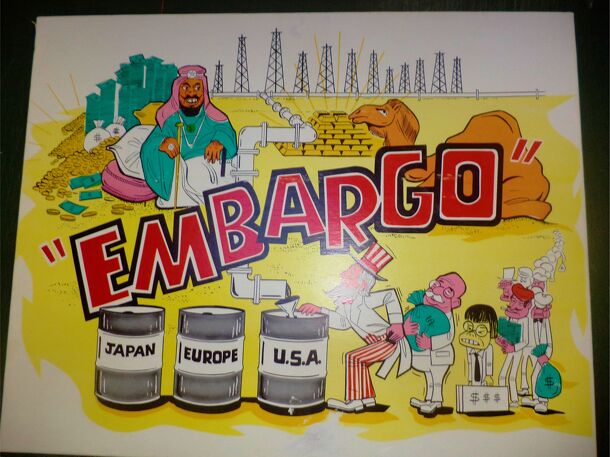 "EMBARGO"
$ $
JAPAN
EUROPE
U.S.A.
$
$ $ $
$